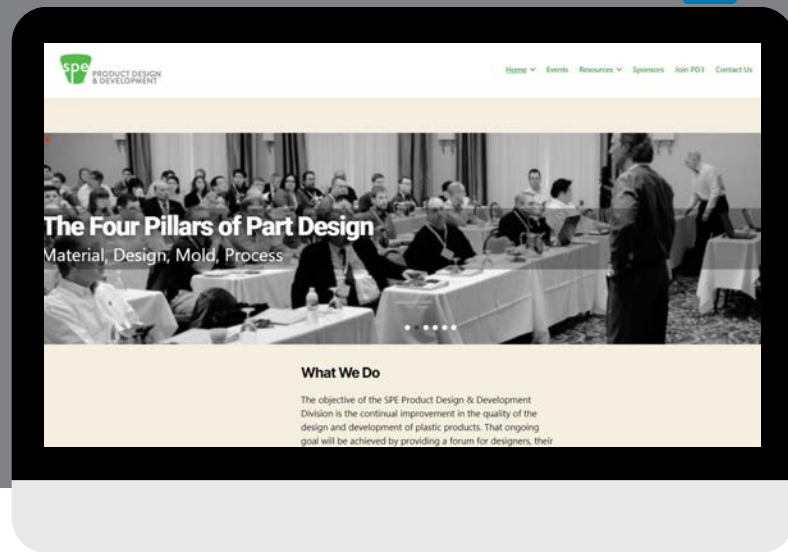 spe
PRODUCT DESIGN
& DEVELOPMENT
Home Events Resources Sponsors Join PD3 Contact Us
The Four Pillars of Part Design
Material, Design, Mold, Process
What We Do
The objective of the SPE Product Design & Development
Division is the continual improvement in the quality of the
design and development of plastic products. That ongoing
goal will be achieved by providing a forum for designers, their